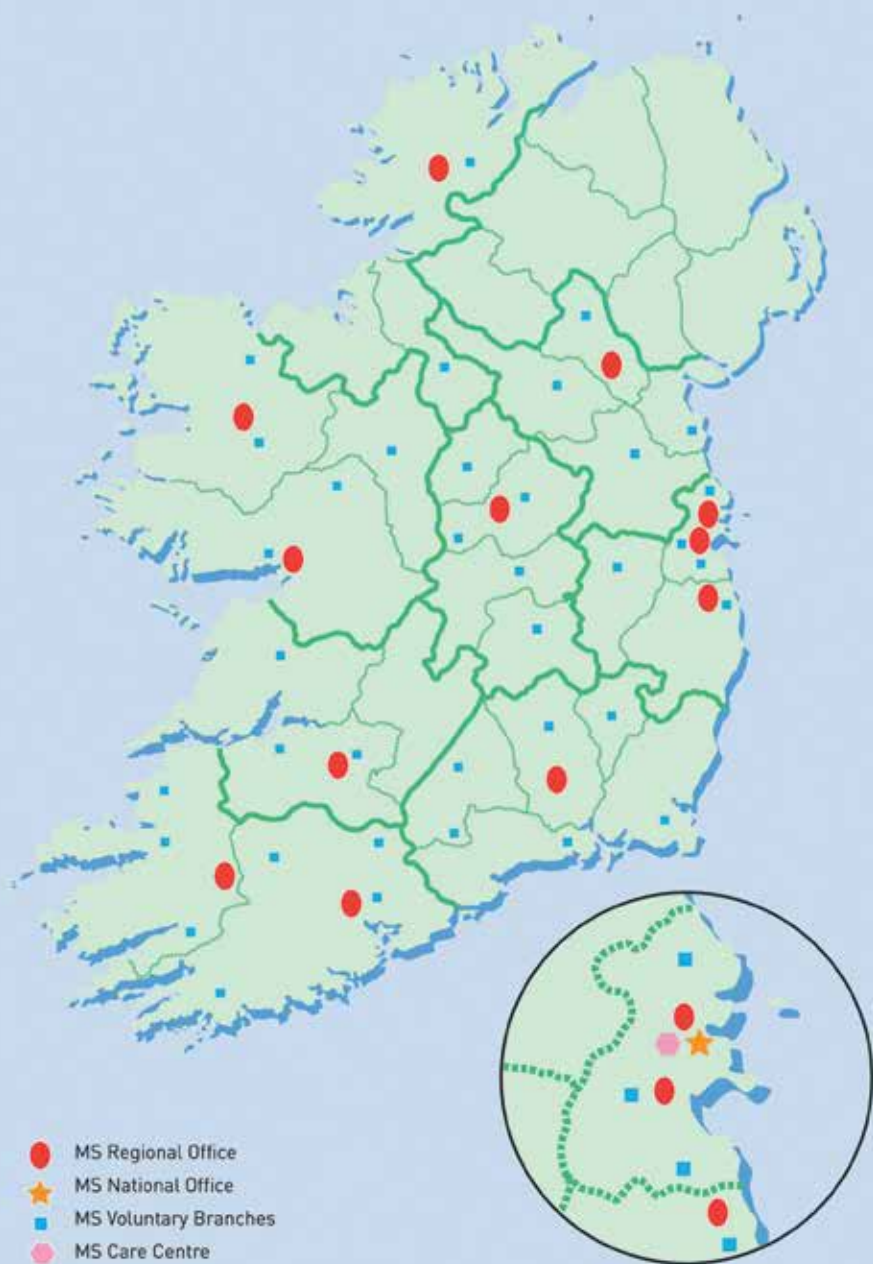 MS Regional Office
MS National Office
MS Voluntary Branches
MS Care Centre